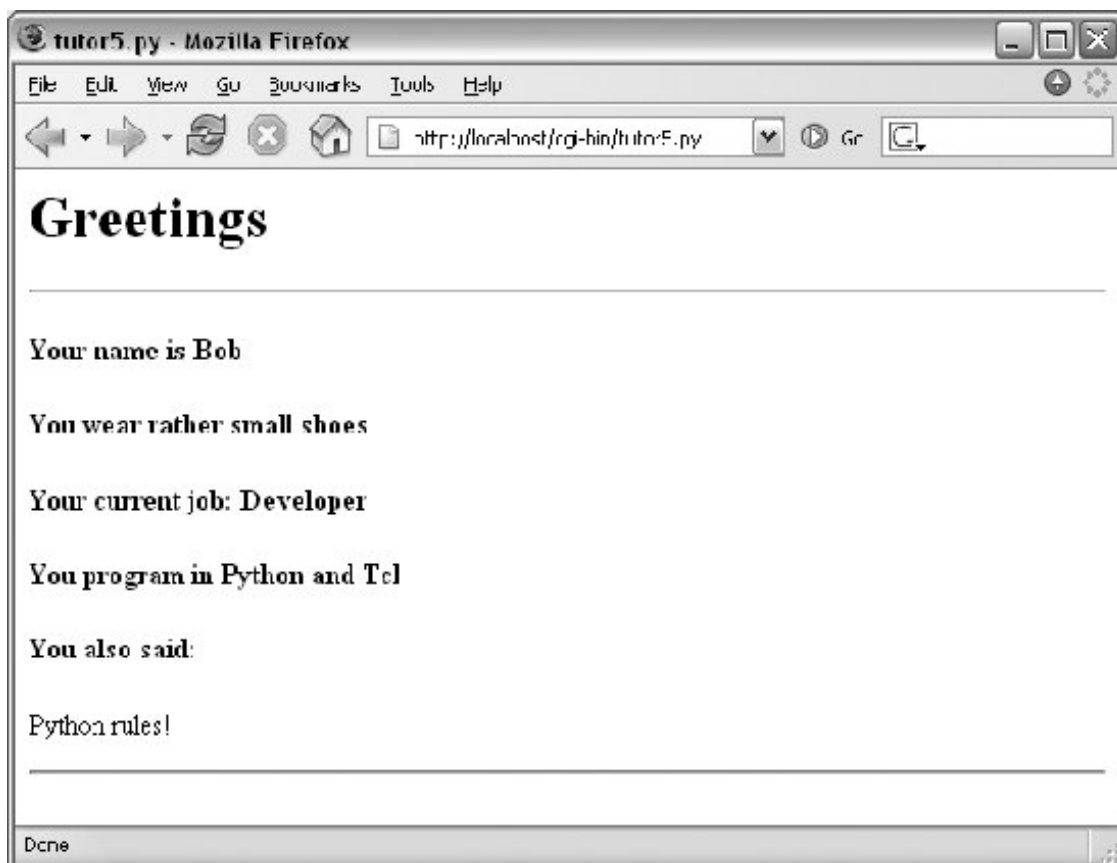 tutor5.py - Mozilla Firefox
File Edit View Go Bookmarks Tools Help
http://localhost/cgi-bin/tutor5.py Go
Greetings
Your name is Bob
You wear rather small shoes
Your current job: Developer
You program in Python and Tcl
You also said:
Python rules!
Done